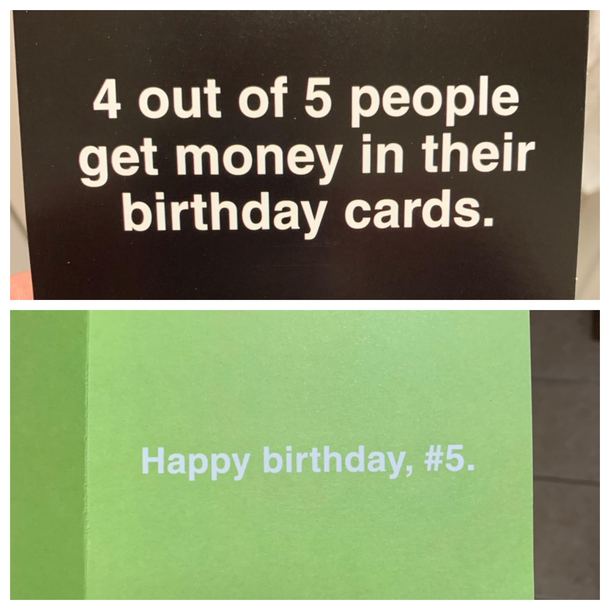 4 out of 5 people
get money in their
birthday cards.
Happy birthday, #5.